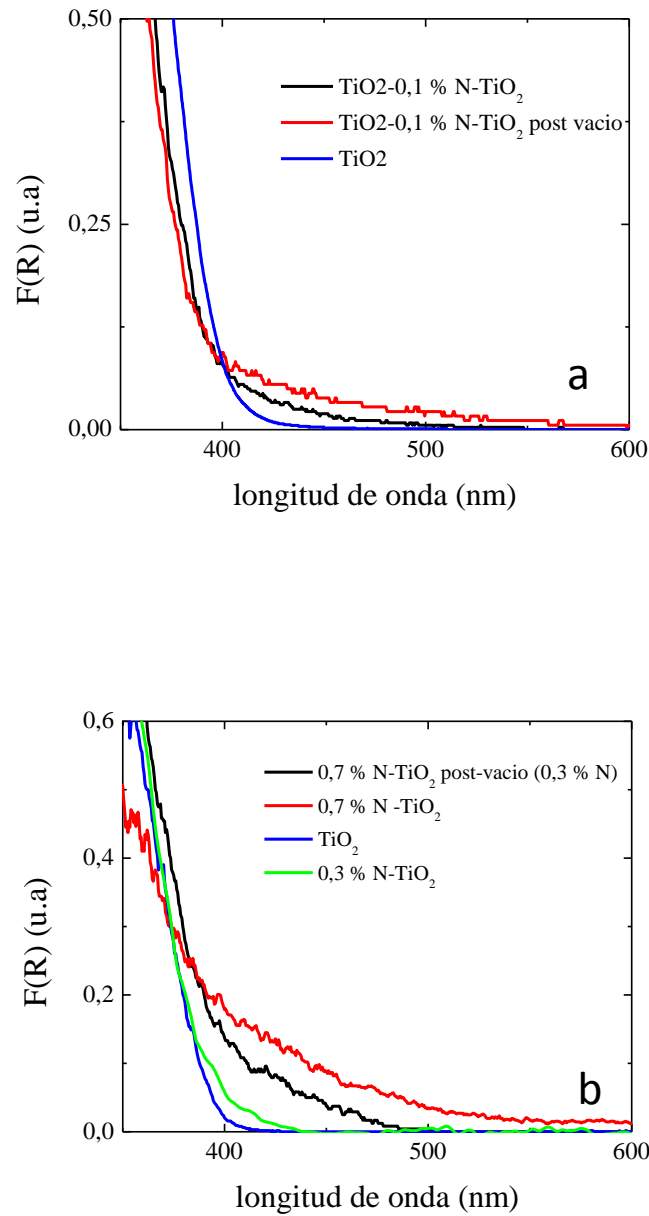 0,50
TiO2-0,1 % N-TiO₂
TiO2-0,1 % N-TiO₂ post vacio
TiO2
0,25
F(R) (u.a)
a
0,00
400 500 600
longitud de onda (nm)
0,6
0,7 % N-TiO₂ post-vacio (0,3 % N)
0,7 % N -TiO₂
TiO₂
0,3 % N-TiO₂
0,4
F(R) (u.a)
0,2
b
0,0
400 500 600
longitud de onda (nm)